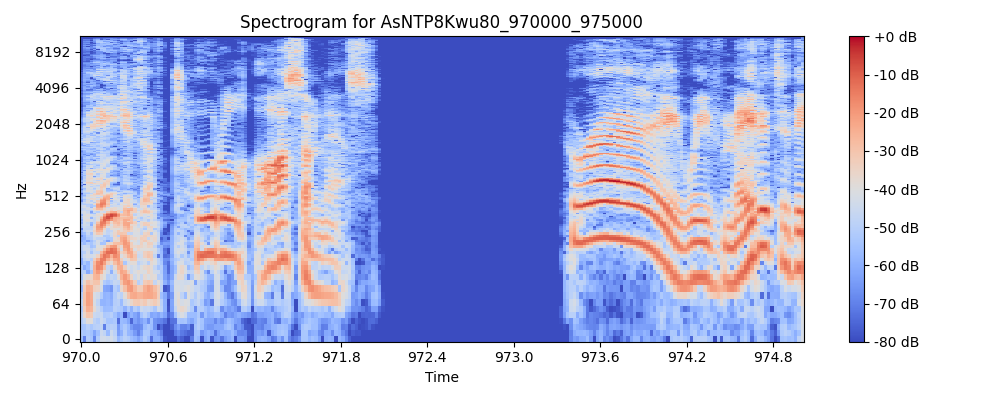 Spectrogram for AsNTP8Kwu80_970000_975000
Hz
8192
4096
2048
1024
512
256
128
64
0
970.0 970.6 971.2 971.8 972.4 973.0 973.6 974.2 974.8
Time
+0 dB
-10 dB
-20 dB
-30 dB
-40 dB
-50 dB
-60 dB
-70 dB
-80 dB